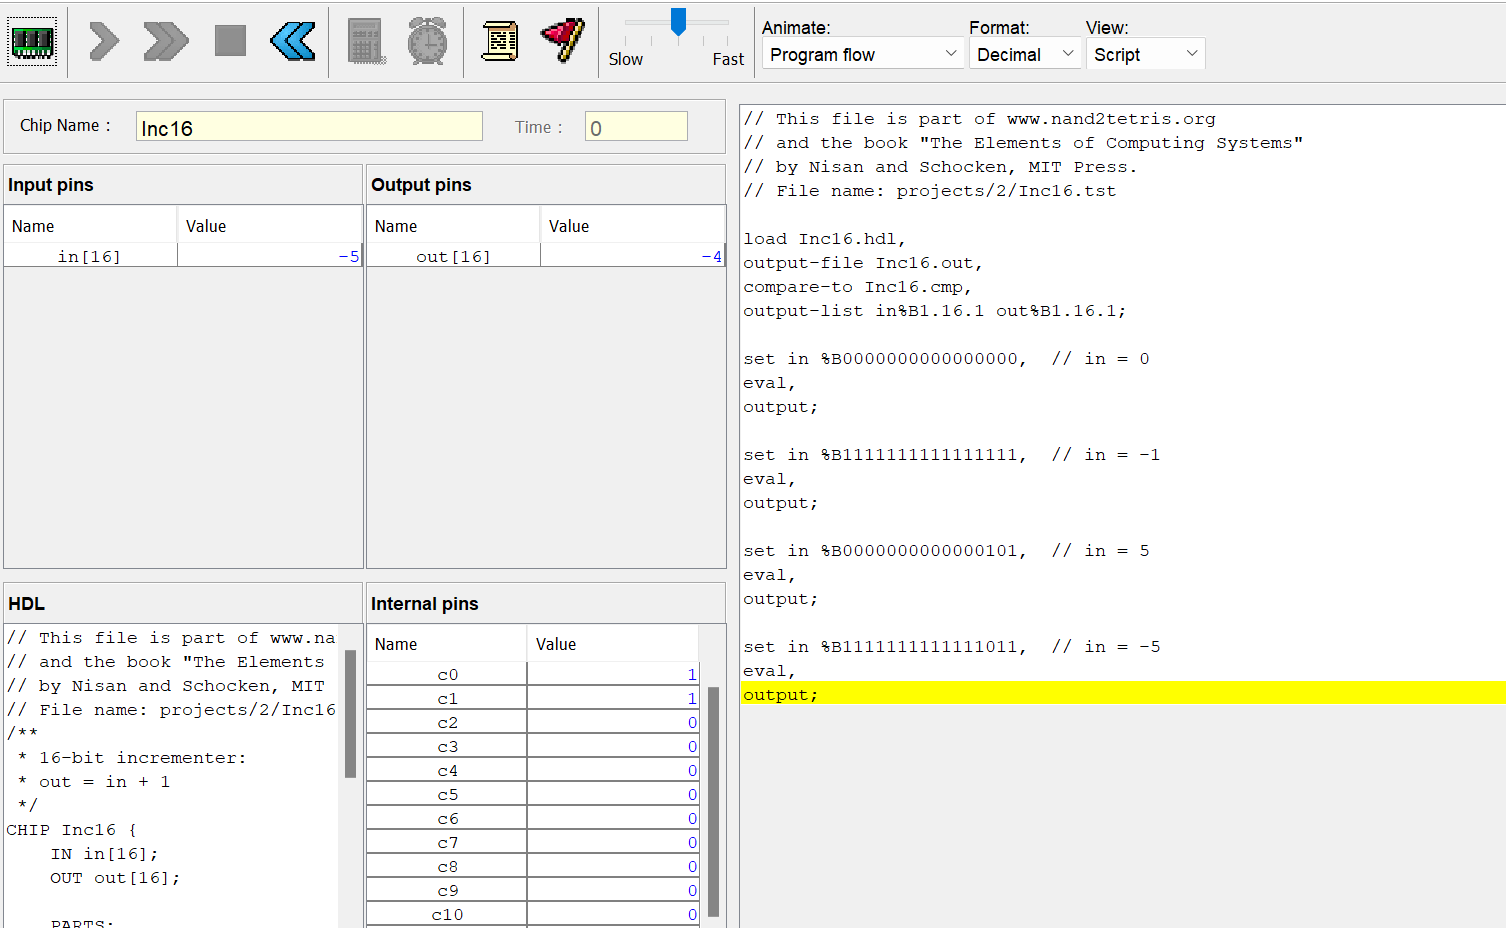 Slow
Fast
Animate:
Program flow
Format:
Decimal
View:
Script
Chip Name :
Inc16
Time :
0
Input pins
Name Value
in[16] -5
Output pins
Name Value
out[16] -4
HDL
// This file is part of www.na
// and the book "The Elements
// by Nisan and Schocken, MIT
// File name: projects/2/Inc16
/**
* 16-bit incrementer:
* out = in + 1
*/
CHIP Inc16 {
IN in[16];
OUT out[16];
PARTS:
Internal pins
Name Value
c0 1
c1 1
c2 0
c3 0
c4 0
c5 0
c6 0
c7 0
c8 0
c9 0
c10 0
// This file is part of www.nand2tetris.org
// and the book "The Elements of Computing Systems"
// by Nisan and Schocken, MIT Press.
// File name: projects/2/Inc16.tst
load Inc16.hdl,
output-file Inc16.out,
compare-to Inc16.cmp,
output-list in%B1.16.1 out%B1.16.1;
set in %B0000000000000000, // in = 0
eval,
output;
set in %B1111111111111111, // in = -1
eval,
output;
set in %B0000000000000101, // in = 5
eval,
output;
set in %B1111111111111011, // in = -5
eval,
output;